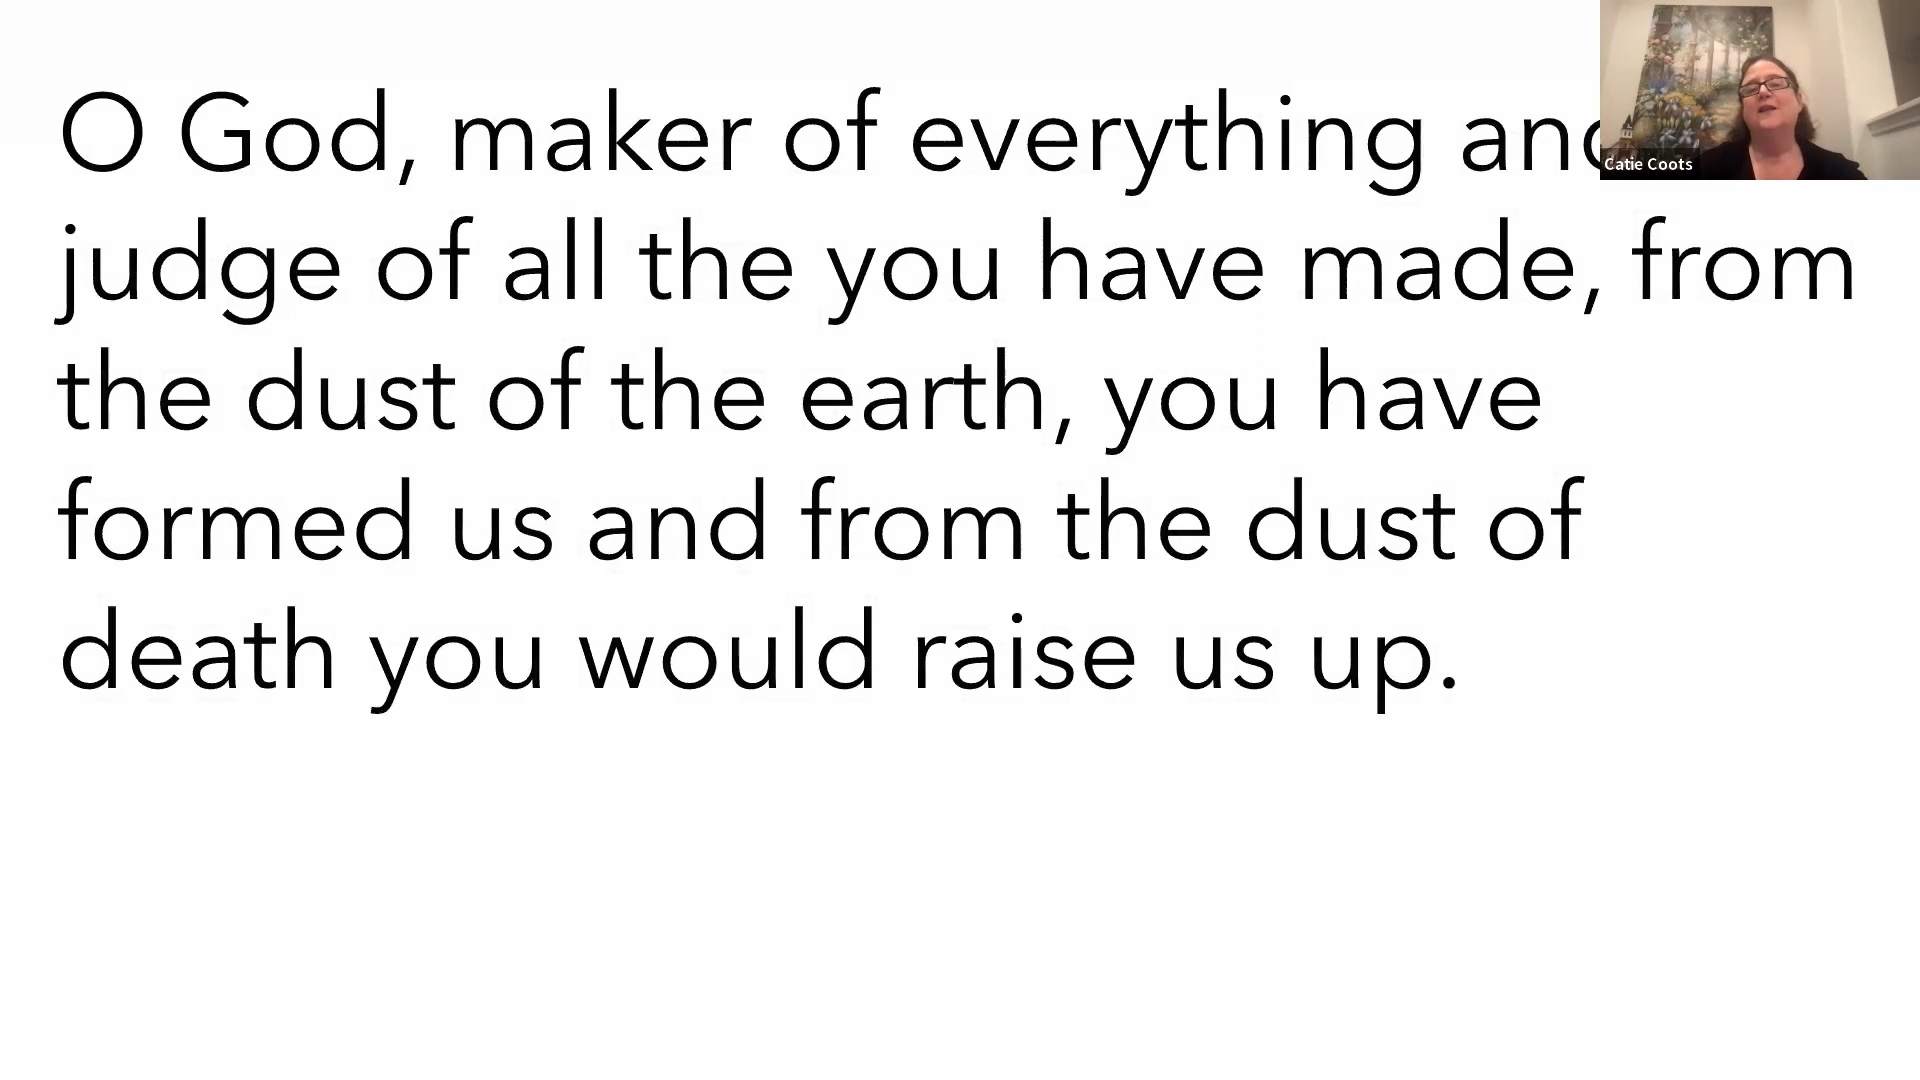 O God, maker of everything and
judge of all the you have made, from
the dust of the earth, you have
formed us and from the dust of
death you would raise us up.
Catie Coots